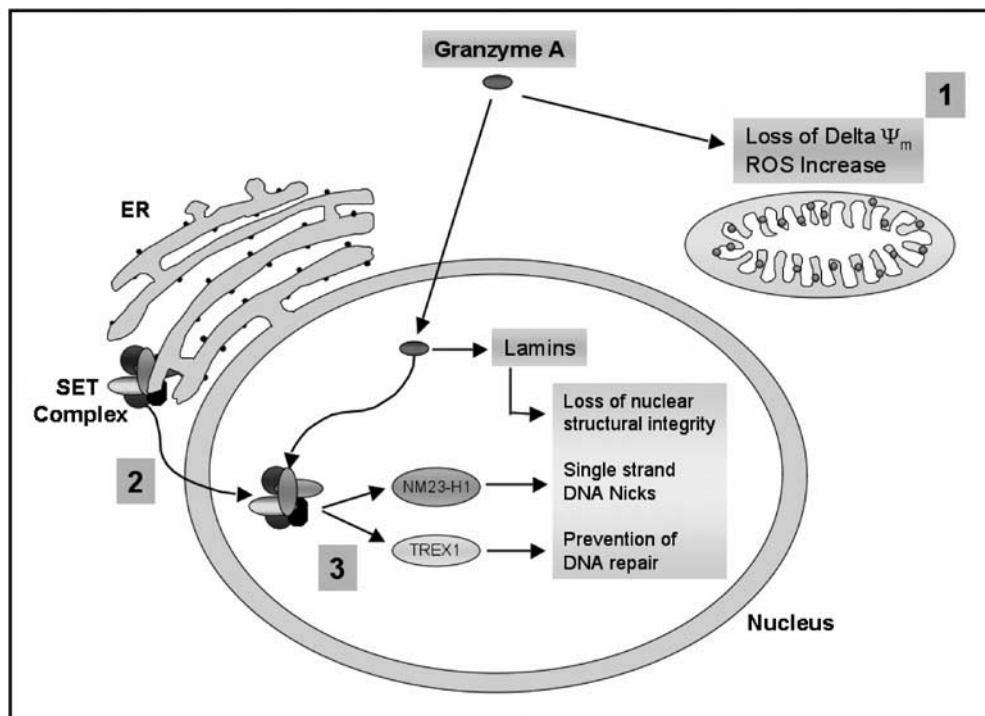 Granzyme A
1
Loss of Delta Ψm
ROS Increase
ER
SET
Complex
2
Lamins
Loss of nuclear
structural integrity
NM23-H1
Single strand
DNA Nicks
3
TREX1
Prevention of
DNA repair
Nucleus